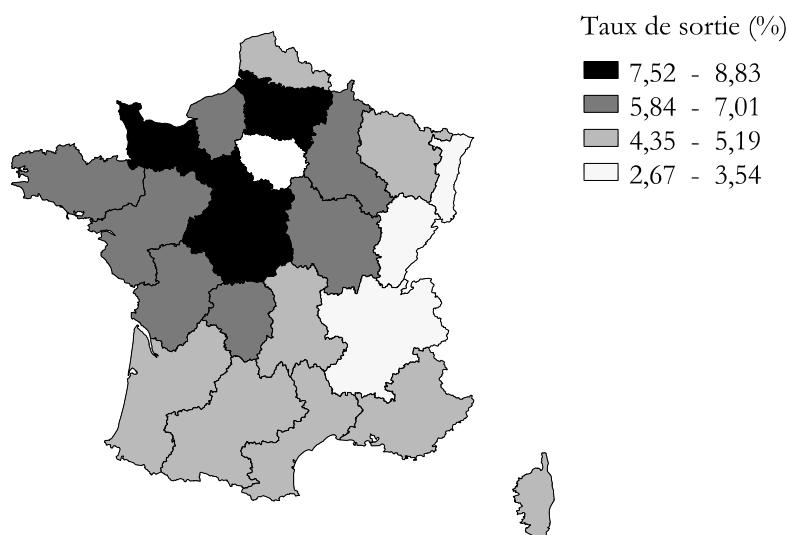 Taux de sortie (%)
7,52 - 8,83
5,84 - 7,01
4,35 - 5,19
2,67 - 3,54